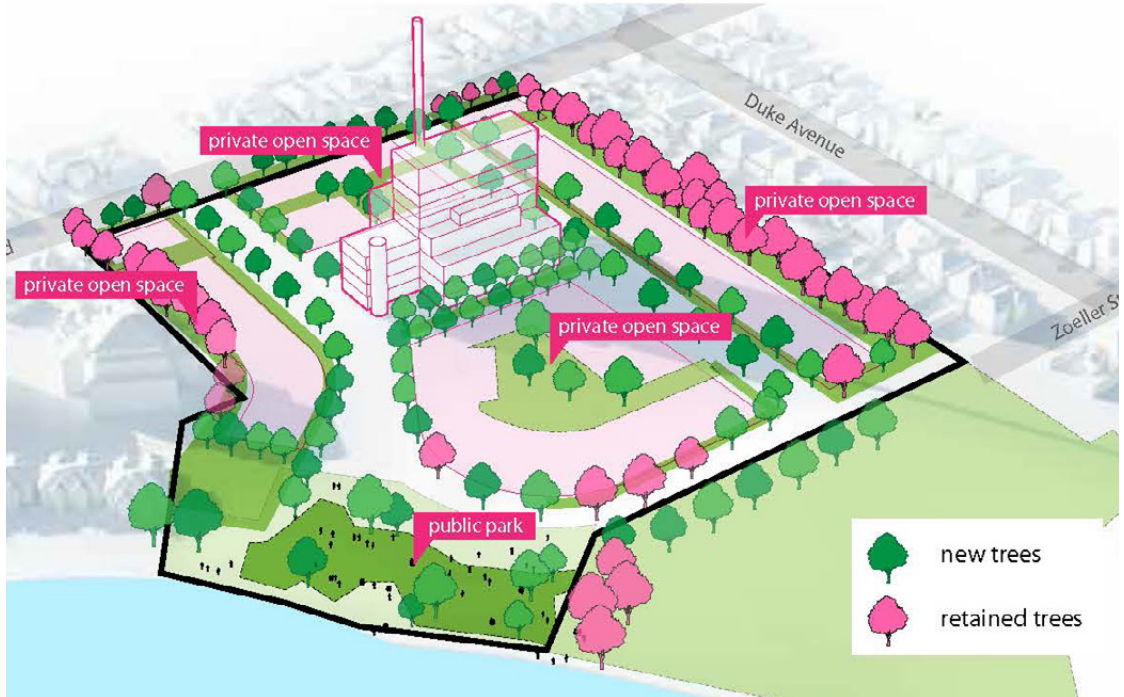 Duke Avenue
private open space
private open space
private open space
private open space
public park
new trees
retained trees